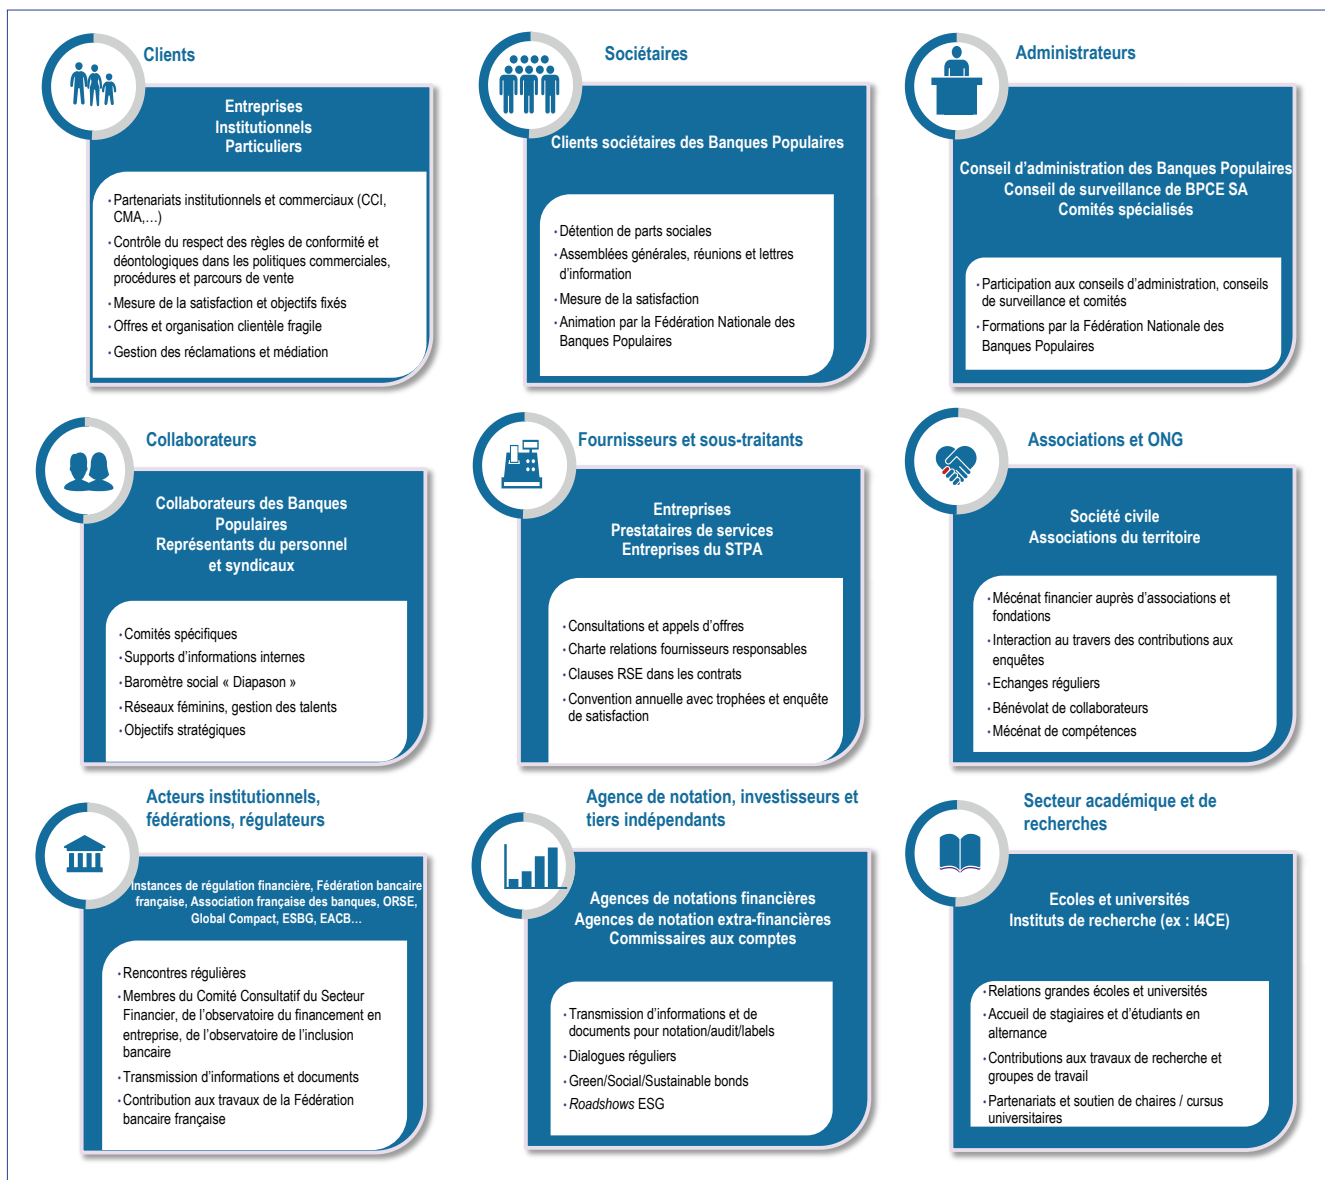 Clients
Entreprises
Institutionnels
Particuliers
· Partenariats institutionnels et commerciaux (CCI,
CMA,…)
· Contrôle du respect des règles de conformité et
déontologiques dans les politiques commerciales,
procédures et parcours de vente
· Mesure de la satisfaction et objectifs fixés
· Offres et organisation clientèle fragile
· Gestion des réclamations et médiation
Sociétaires
Clients sociétaires des Banques Populaires
· Détention de parts sociales
· Assemblées générales, réunions et lettres
d’information
· Mesure de la satisfaction
· Animation par la Fédération Nationale des
Banques Populaires
Administrateurs
Conseil d’administration des Banques Populaires
Conseil de surveillance de BPCE SA
Comités spécialisés
· Participation aux conseils d’administration, conseils
de surveillance et comités
· Formations par la Fédération Nationale des
Banques Populaires
Collaborateurs
Collaborateurs des Banques
Populaires
Représentants du personnel
et syndicaux
· Comités spécifiques
· Supports d’informations internes
· Baromètre social « Diapason »
· Réseaux féminins, gestion des talents
· Objectifs stratégiques
Fournisseurs et sous-traitants
Entreprises
Prestataires de services
Entreprises du STPA
· Consultations et appels d’offres
· Charte relations fournisseurs responsables
· Clauses RSE dans les contrats
· Convention annuelle avec trophées et enquête
de satisfaction
Associations et ONG
Société civile
Associations du territoire
· Mécénat financier auprès d’associations et
fondations
· Interaction au travers des contributions aux
enquêtes
· Echanges réguliers
· Bénévolat de collaborateurs
· Mécénat de compétences
Acteurs institutionnels,
fédérations, régulateurs
Instances de régulation financière, Fédération bancaire
française, Association française des banques, ORSE,
Global Compact, ESBG, EACB…
· Rencontres régulières
· Membres du Comité Consultatif du Secteur
Financier, de l’observatoire du financement en
entreprise, de l’observatoire de l’inclusion
bancaire
· Transmission d’informations et documents
· Contribution aux travaux de la Fédération
bancaire française
Agence de notation, investisseurs et
tiers indépendants
Agences de notations financières
Agences de notation extra-financières
Commissaires aux comptes
· Transmission d’informations et de
documents pour notation/audit/labels
· Dialogues réguliers
· Green/Social/Sustainable bonds
· Roadshows ESG
Secteur académique et de
recherches
Ecoles et universités
Instituts de recherche (ex : I4CE)
· Relations grandes écoles et universités
· Accueil de stagiaires et d’étudiants en
alternance
· Contributions aux travaux de recherche et
groupes de travail
· Partenariats et soutien de chaires / cursus
universitaires